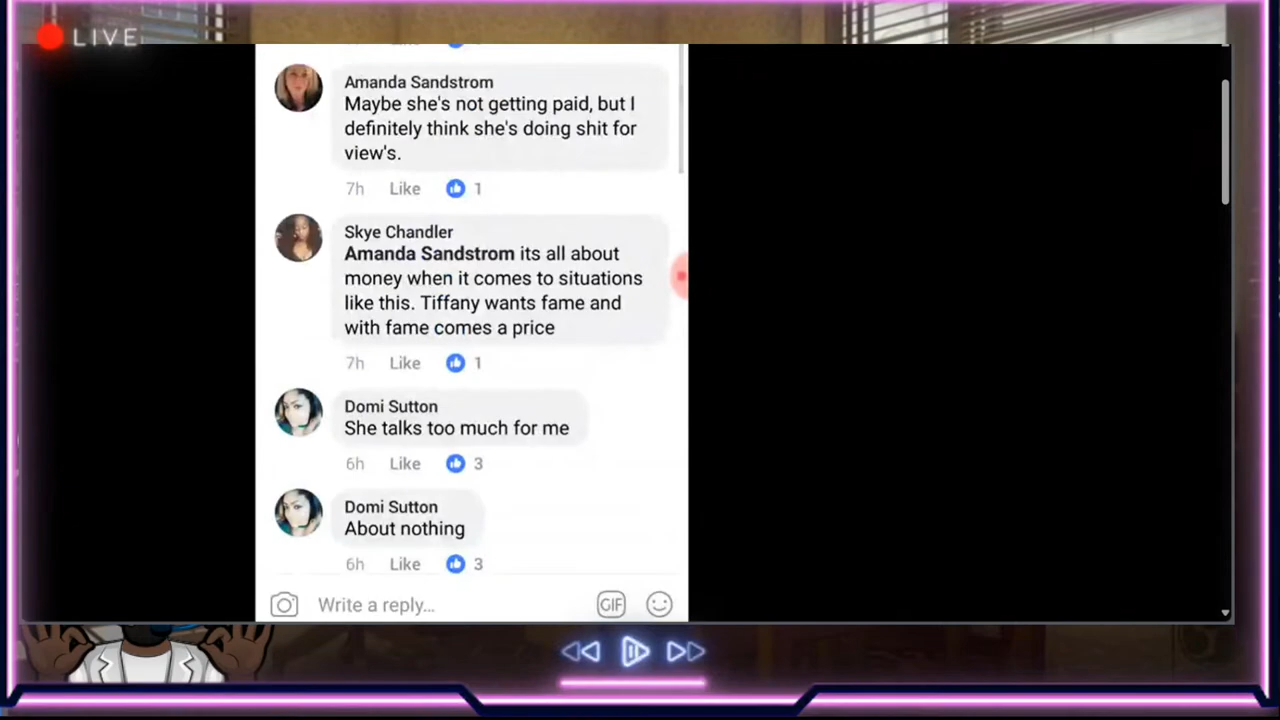 LIVE
Like
Amanda Sandstrom
Maybe she's not getting paid, but I
definitely think she's doing shit for
view's.
7h Like 1
Skye Chandler
Amanda Sandstrom its all about
money when it comes to situations
like this. Tiffany wants fame and
with fame comes a price
7h Like 1
Domi Sutton
She talks too much for me
6h Like 3
Domi Sutton
About nothing
6h Like 3
Write a reply...
GIF